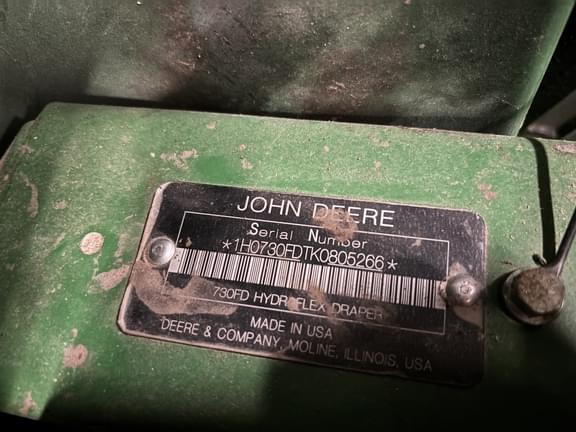 JOHN DEERE
Serial Number
*1H0730FDTK0805266*
730FD HYDRAFLEX DRAPER
MADE IN USA
DEERE & COMPANY, MOLINE, ILLINOIS, USA